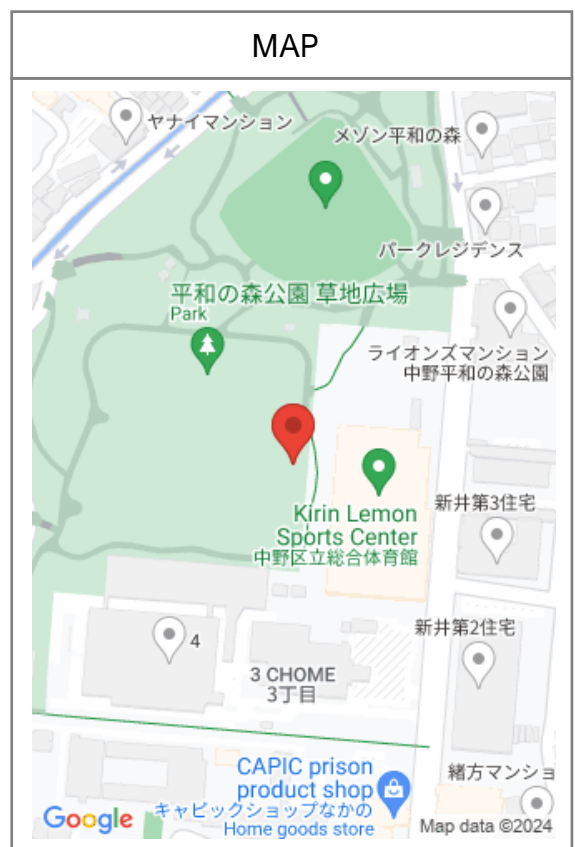 MAP
ヤナイマンション
メゾン平和の森
パークレジデンス
平和の森公園 草地広場
Park
ライオンズマンション
中野平和の森公園
新井第3住宅
Kirin Lemon
Sports Center
中野区立総合体育館
新井第2住宅
4
3 CHOME
3丁目
CAPIC prison
product shop
キャピックショップなかの
Home goods store
緒方マンショ
Google
Map data ©2024